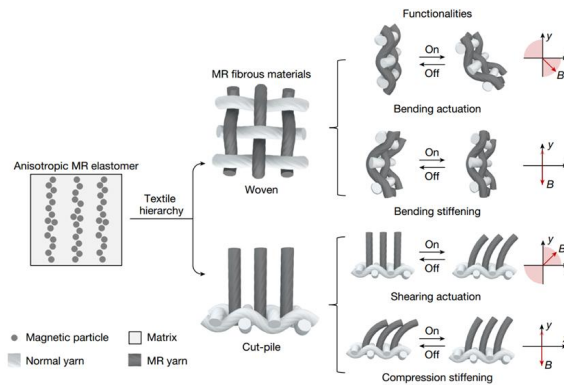 Functionalities
MR fibrous materials
On
Off
y
B
Bending actuation
On
Off
y
B
Bending stiffening
Woven
Anisotropic MR elastomer
Textile
hierarchy
On
Off
y
B
Shearing actuation
On
Off
y
B
Compression stiffening
Cut-pile
Magnetic particle
Matrix
Normal yarn
MR yarn